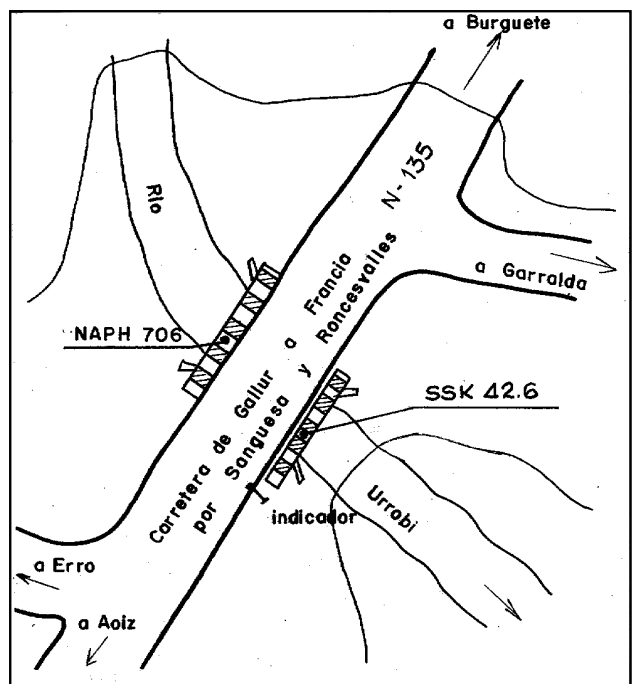 a Burguete
N-135
Río
a Garralda
Carretera de Gallur a Francia
por Sanguesa y Roncesvalles
NAPH 706
SSK 42.6
indicador
Urrobi
a Erro
a Aoiz